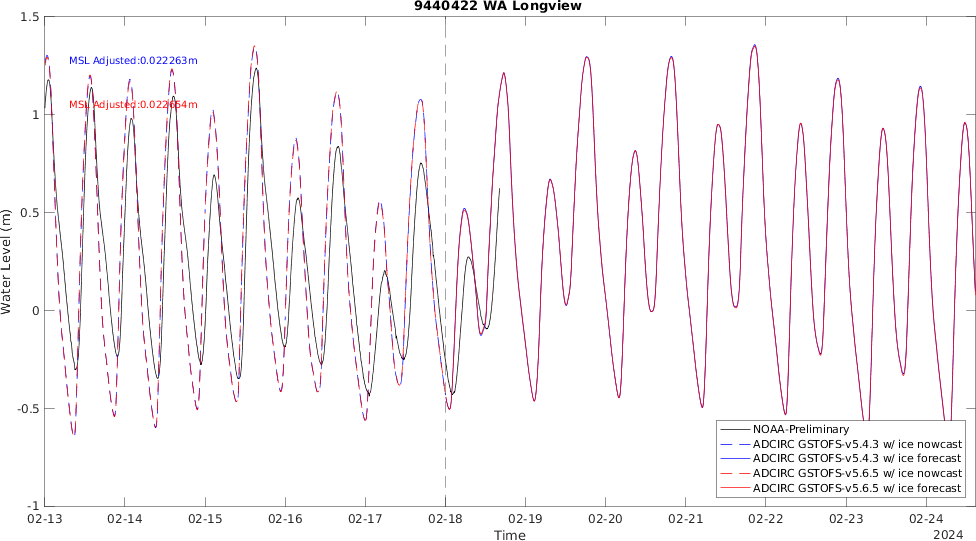 9440422 WA Longview
1.5
MSL Adjusted:0.022263m
MSL Adjusted:0.022654m
1
0.5
0
-0.5
-1
Water Level (m)
NOAA-Preliminary
ADCIRC GSTOFS-v5.4.3 w/ ice nowcast
ADCIRC GSTOFS-v5.4.3 w/ ice forecast
ADCIRC GSTOFS-v5.6.5 w/ ice nowcast
ADCIRC GSTOFS-v5.6.5 w/ ice forecast
02-13 02-14 02-15 02-16 02-17 02-18 02-19 02-20 02-21 02-22 02-23 02-24
Time
2024